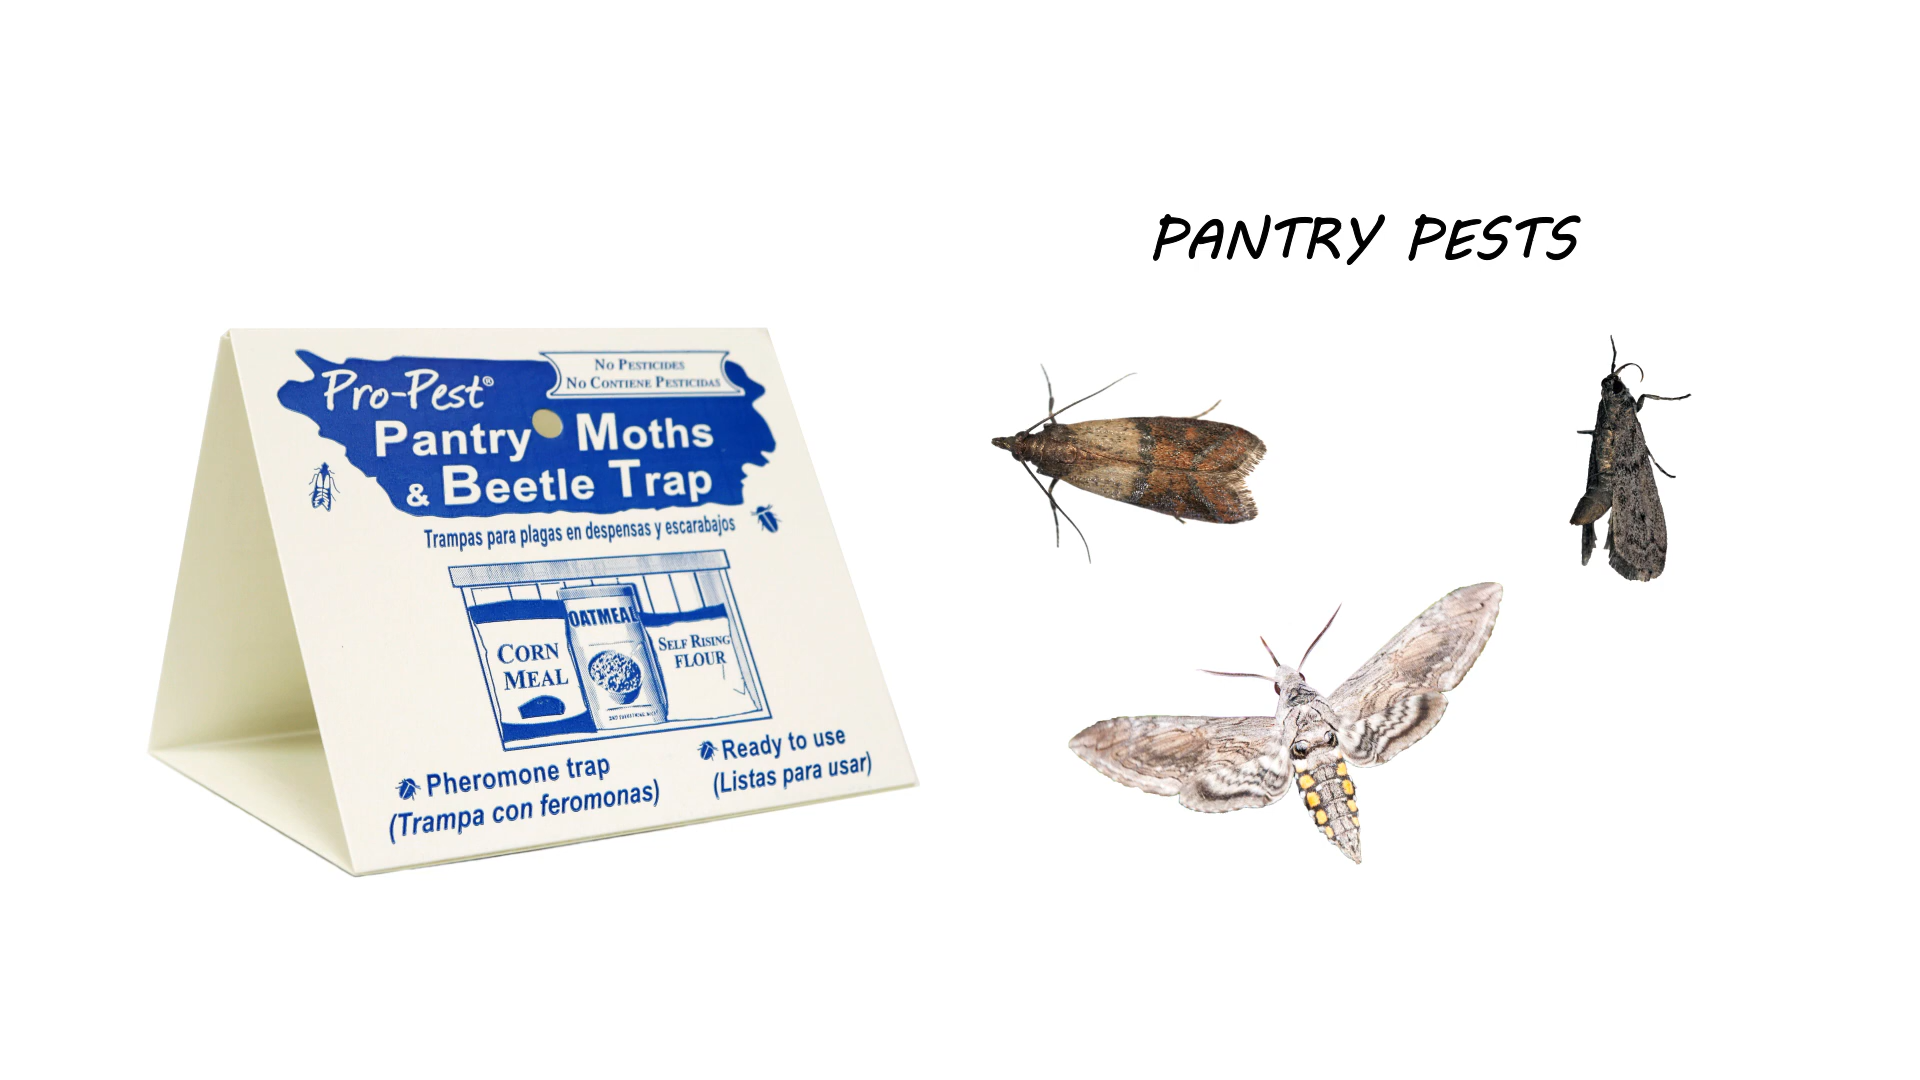 PANTRY PESTS
Pro-Pest®
No Pesticides
No Contiene Pesticidas
Pantry Moths
& Beetle Trap
Trampas para plagas en despensas y escarabajos
OATMEAL
CORN
MEAL
SELF RISING
FLOUR
Pheromone trap
(Trampa con feromonas)
Ready to use
(Listas para usar)